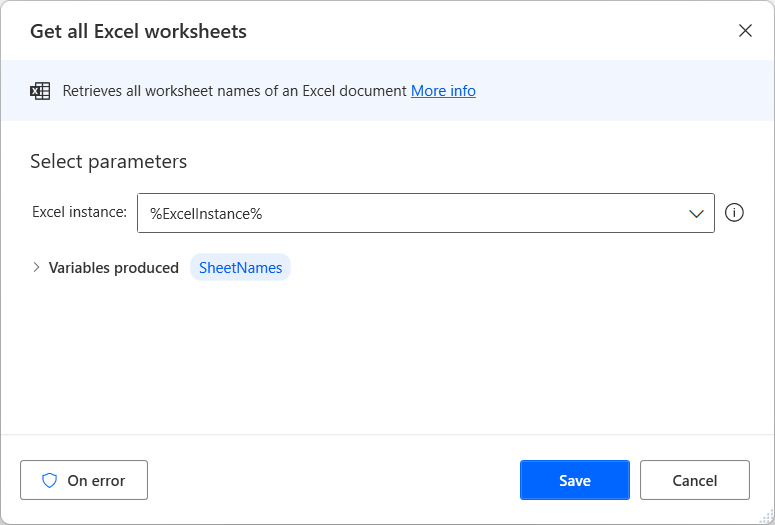 Get all Excel worksheets
Retrieves all worksheet names of an Excel document More info
Select parameters
Excel instance: %ExcelInstance%
Variables produced SheetNames
On error Save Cancel